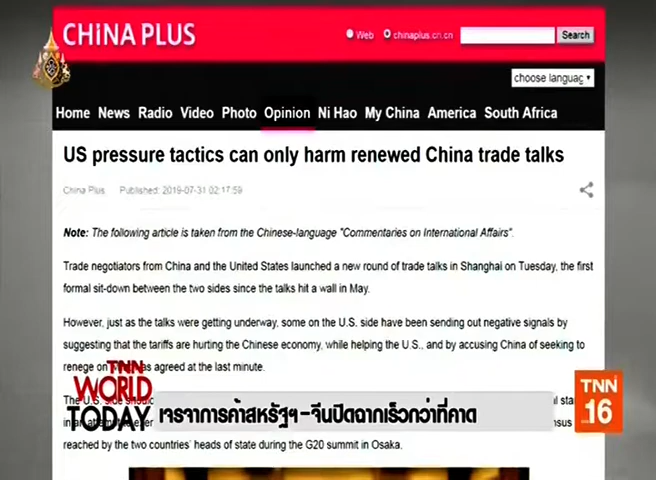 CHINA PLUS
Web chinaplus.cri.cn Search
choose languag
Home News Radio Video Photo Opinion Ni Hao My China America South Africa
US pressure tactics can only harm renewed China trade talks
China Plus Published: 2019-07-31 02:17:59
Note: The following article is taken from the Chinese-language "Commentaries on International Affairs".
Trade negotiators from China and the United States launched a new round of trade talks in Shanghai on Tuesday, the first
formal sit-down between the two sides since the talks hit a wall in May.
However, just as the talks were getting underway, some on the U.S. side have been sending out negative signals by
suggesting that the tariffs are hurting the Chinese economy, while helping the U.S., and by accusing China of seeking to
renege on was agreed at the last minute.
The U.S. side
reached by the two countries' heads of state during the G20 summit in Osaka.
TNN
WORLD
TODAY
เจรจาการค้าสหรัฐฯ-จีนปิดฉากเร็วกว่าที่คาด
TNN
16